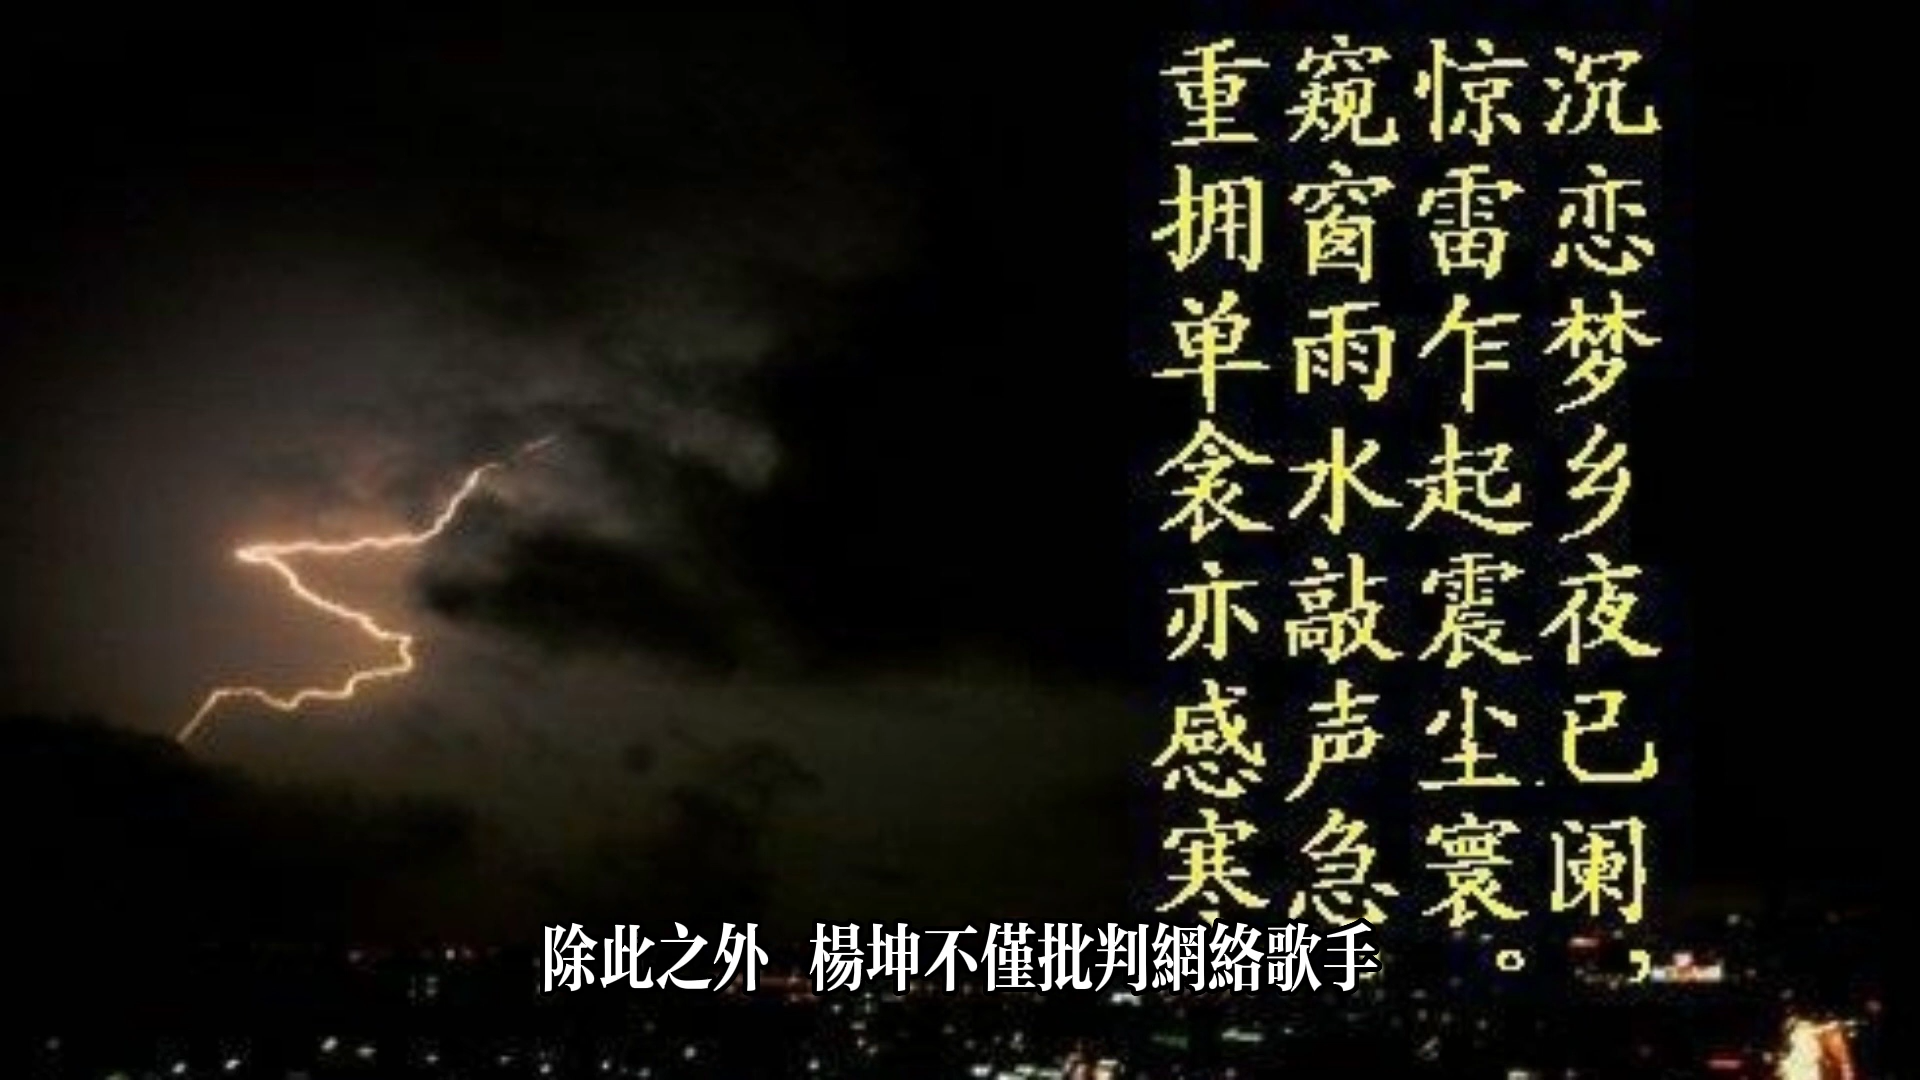 沉恋梦乡夜已阑，
惊雷乍起震尘寰。
窥窗雨水敲声急
重拥单衾亦感寒
除此之外 楊坤不僅批判網絡歌手